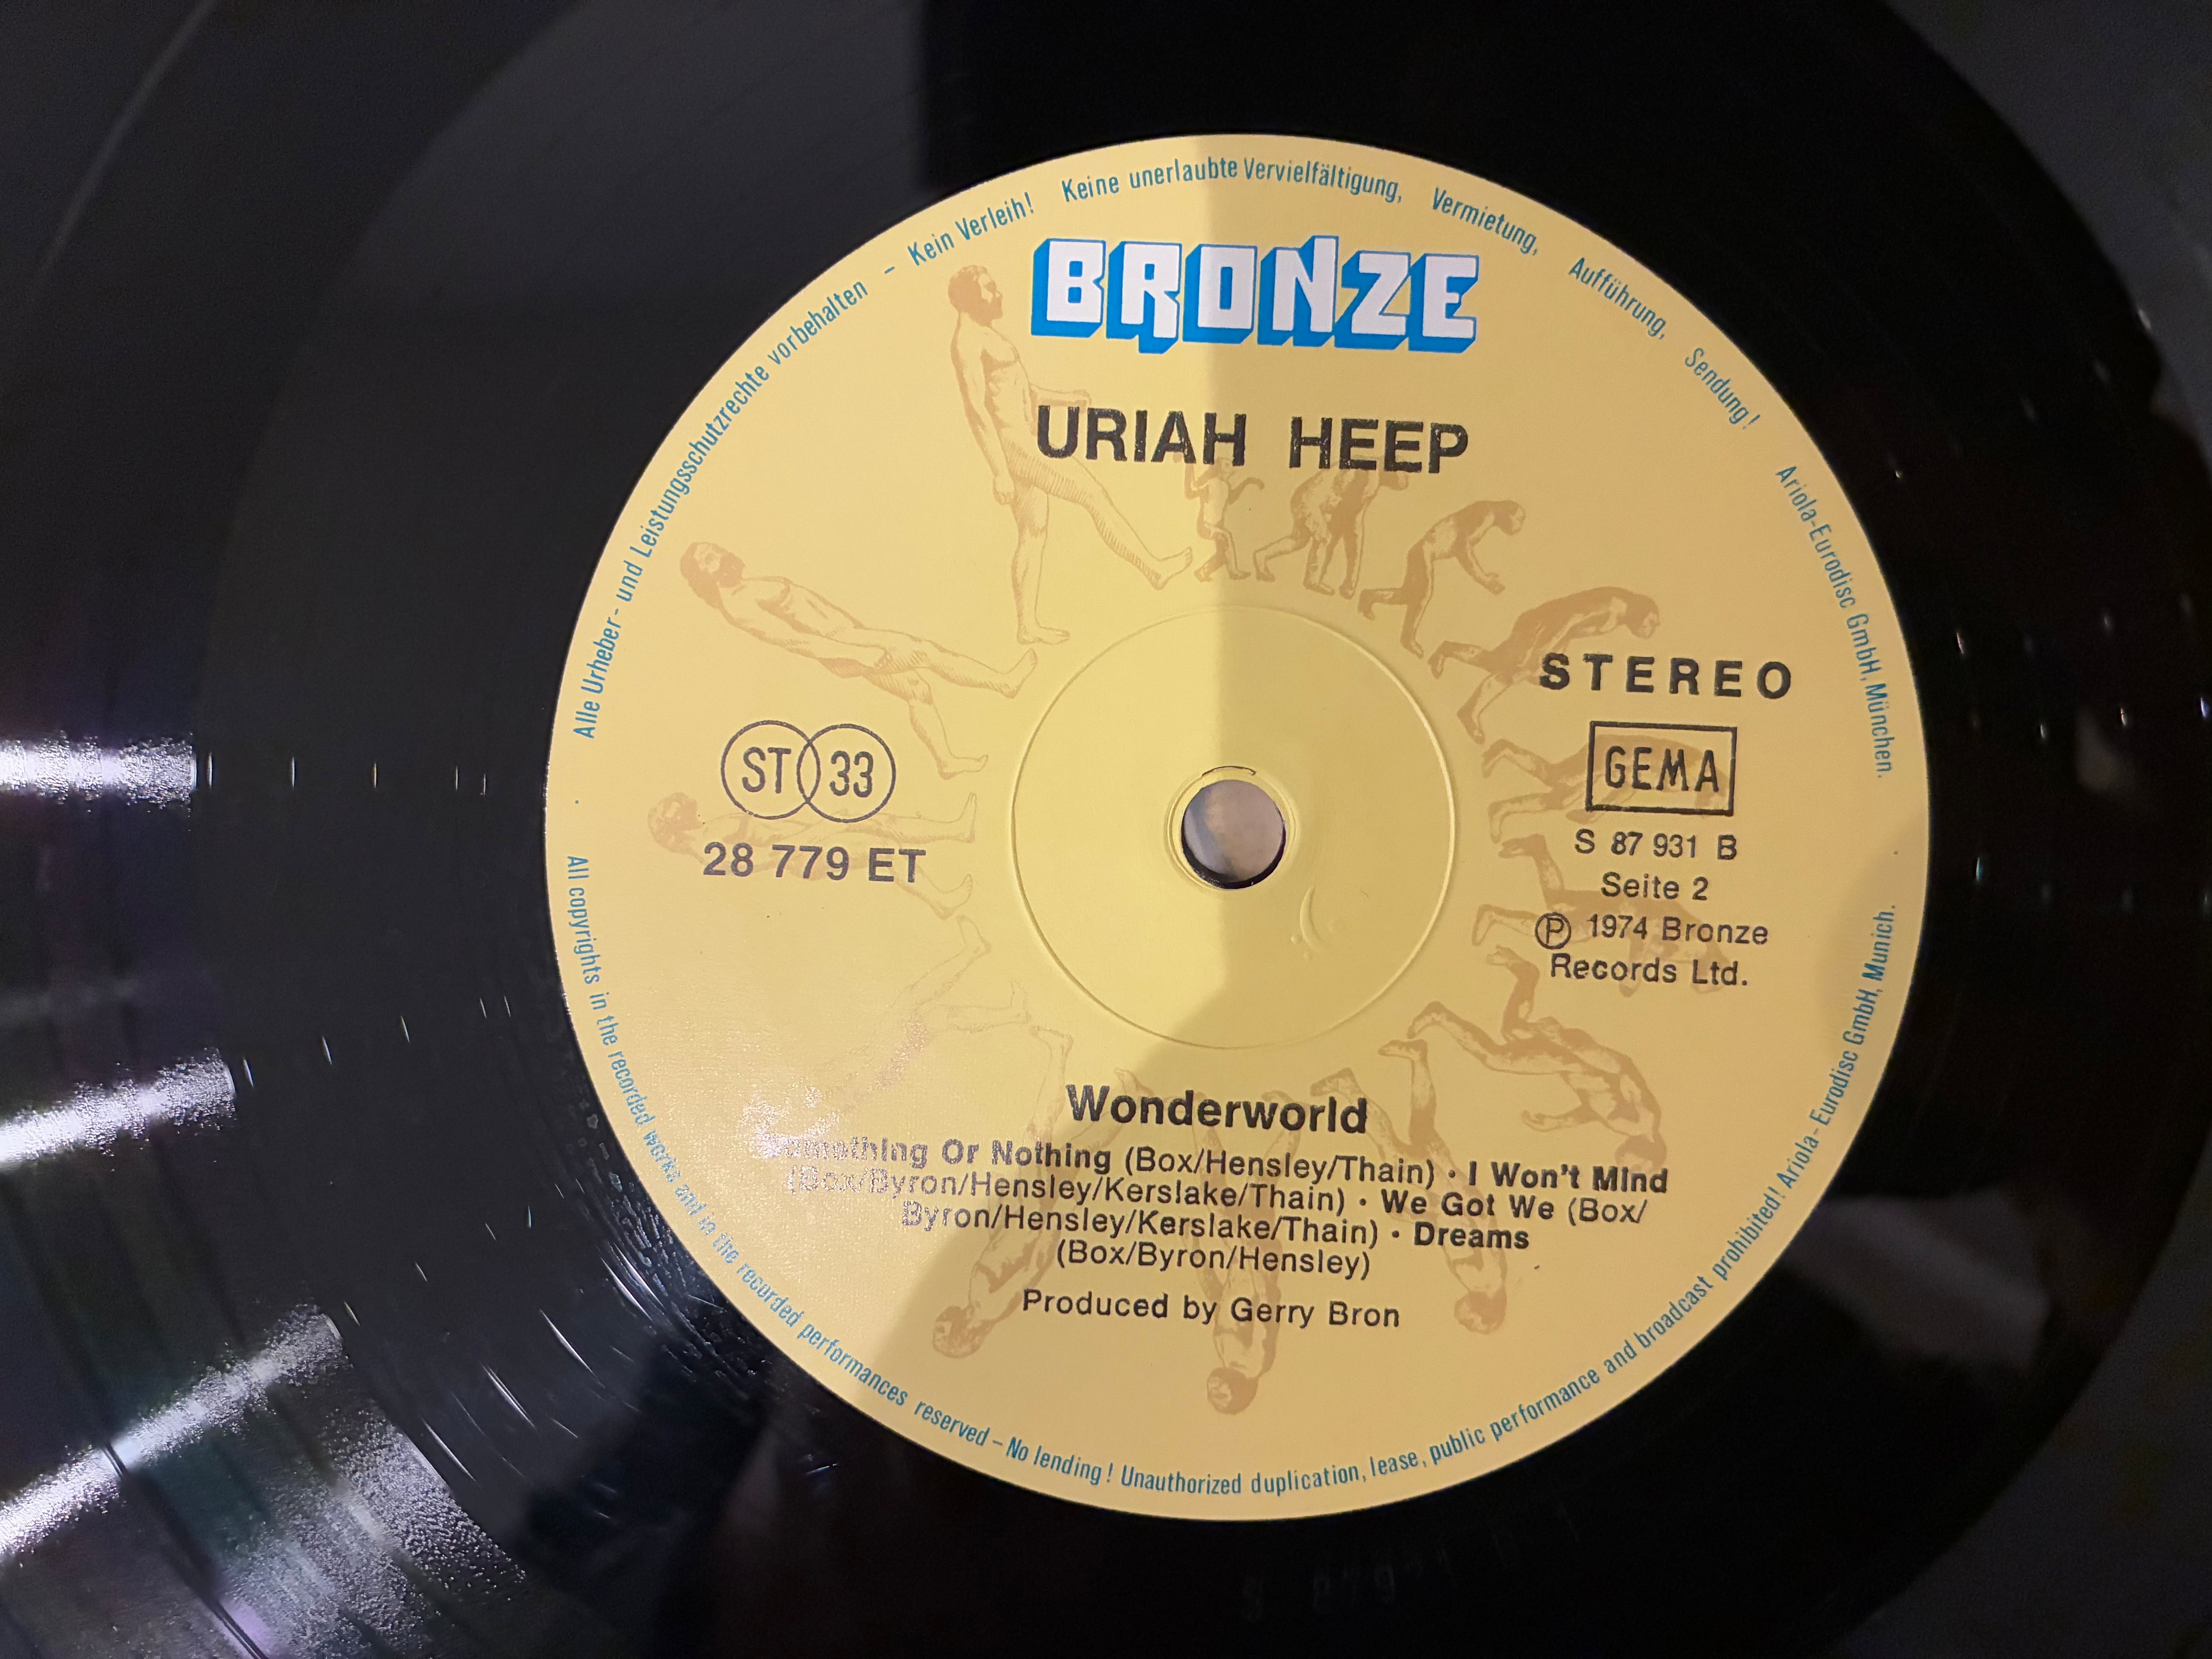 Alle Urheber- und Leistungsschutzrechte vorbehalten – Kein Verleih! Keine unerlaubte Vervielfältigung, Vermietung, Aufführung, Sendung! Ariola-Eurodisc GmbH, München.
BRONZE
URIAH HEEP
STEREO
ST 33
GEMA
28 779 ET
S 87 931 B
Seite 2
Ⓟ 1974 Bronze
Records Ltd.
Wonderworld
Something Or Nothing (Box/Hensley/Thain) · I Won't Mind
(Box/Byron/Hensley/Kerslake/Thain) · We Got We (Box/
Byron/Hensley/Kerslake/Thain) · Dreams
(Box/Byron/Hensley)
Produced by Gerry Bron
All copyrights in the recorded works and in the recorded performances reserved – No lending! Unauthorized duplication, lease, public performance and broadcast prohibited! Ariola-Eurodisc GmbH, Munich.